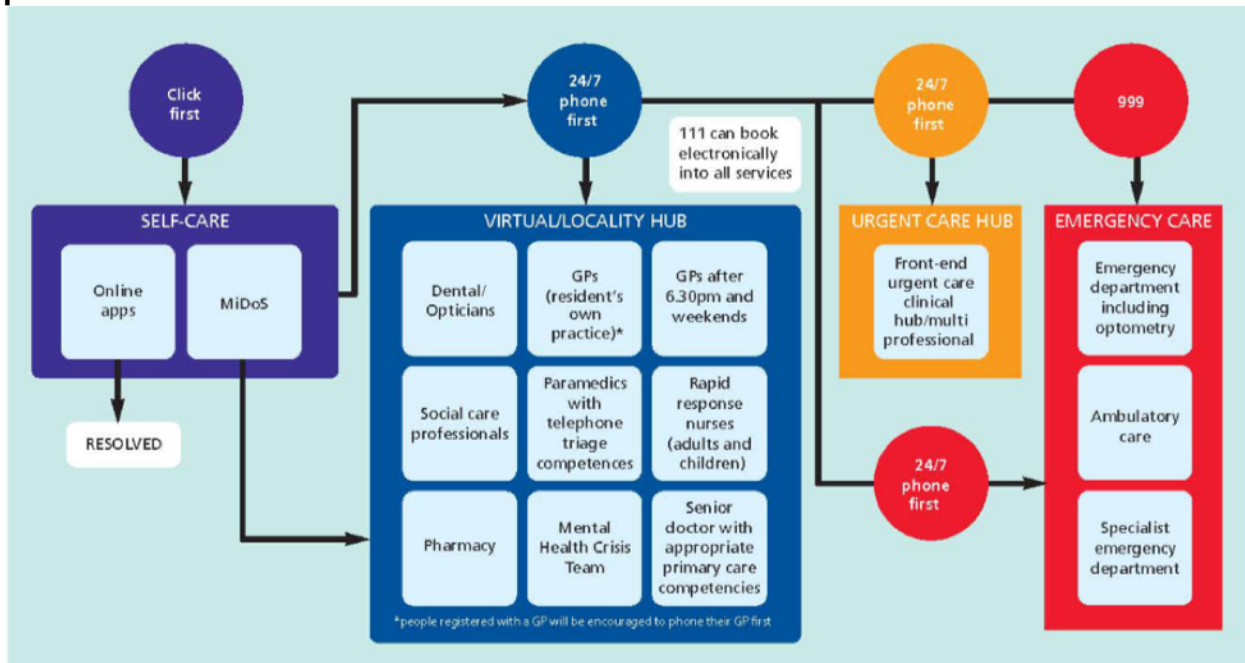 Click
first
24/7
phone
first
24/7
phone
first
999
111 can book
electronically
into all services
SELF-CARE
Online
apps
MiDoS
RESOLVED
VIRTUAL/LOCALITY HUB
Dental/
Opticians
GPs
(resident's
own
practice)*
GPs after
6.30pm and
weekends
Social care
professionals
Paramedics
with
telephone
triage
competences
Rapid
response
nurses
(adults and
children)
Pharmacy
Mental
Health Crisis
Team
Senior
doctor with
appropriate
primary care
competencies
*people registered with a GP will be encouraged to phone their GP first
URGENT CARE HUB
Front-end
urgent care
clinical
hub/multi
professional
24/7
phone
first
EMERGENCY CARE
Emergency
department
including
optometry
Ambulatory
care
Specialist
emergency
department